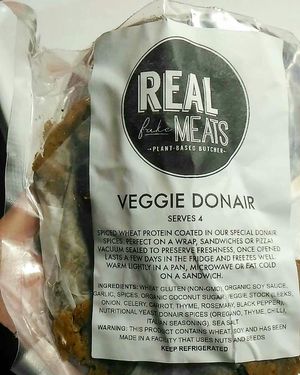 REAL
fake MEATS
• PLANT-BASED BUTCHER •
VEGGIE DONAIR
SERVES 4
SPICED WHEAT PROTEIN COATED IN OUR SPECIAL DONAIR
SPICES. PERFECT ON A WRAP, SANDWICHES OR PIZZA!
VACUUM SEALED TO PRESERVE FRESHNESS, ONCE OPENED
LASTS A FEW DAYS IN THE FRIDGE AND FREEZES WELL.
WARM LIGHTLY IN A PAN, MICROWAVE OR EAT COLD
ON A SANDWICH.
INGREDIENTS: WHEAT GLUTEN (NON-GMO), ORGANIC SOY SAUCE,
GARLIC, SPICES, ORGANIC COCONUT SUGAR, VEGGIE STOCK (LEEKS,
ONION, CELERY, CARROT, THYME, ROSEMARY, BLACK PEPPER),
NUTRITIONAL YEAST, DONAIR SPICES (OREGANO, THYME, CHILLI,
ITALIAN SEASONING), SEA SALT
WARNING: THIS PRODUCT CONTAINS WHEAT, SOY AND HAS BEEN
MADE IN A FACILITY THAT USES NUTS AND SEEDS
KEEP REFRIGERATED